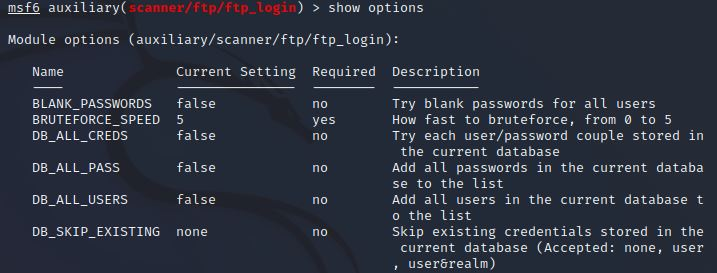 msf6 auxiliary(scanner/ftp/ftp_login) > show options
Module options (auxiliary/scanner/ftp/ftp_login):
Name Current Setting Required Description
BLANK_PASSWORDS false no Try blank passwords for all users
BRUTEFORCE_SPEED 5 yes How fast to bruteforce, from 0 to 5
DB_ALL_CREDS false no Try each user/password couple stored in
the current database
DB_ALL_PASS false no Add all passwords in the current databa
se to the list
DB_ALL_USERS false no Add all users in the current database t
o the list
DB_SKIP_EXISTING none no Skip existing credentials stored in the
current database (Accepted: none, user
, user&realm)